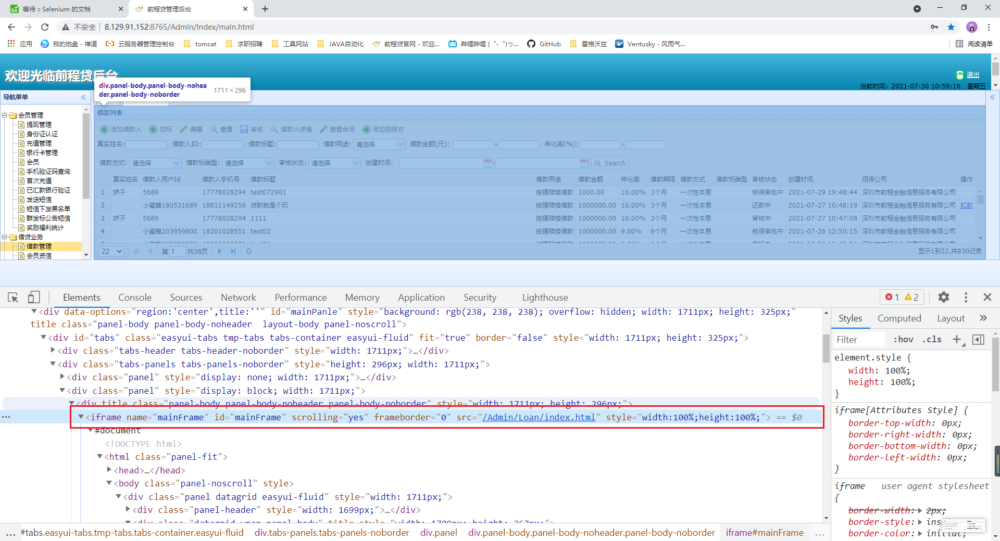 等待 :: Selenium 的文档
前程贷管理后台
不安全
8.129.91.152:8765/Admin/Index/main.html
应用
我的地盘 - 禅道
云服务器管理控制台
tomcat
求职招聘
工具网站
JAVA自动化
前程贷官网 - 欢迎...
哔哩哔哩 ( ゜- ゜)つ...
GitHub
霍格沃兹
Ventusky - 风雨气...
阅读清单
欢迎光临前程贷后台
退出
当前时间：2021-07-30 10:59:16 星期五
div.panel-body.panel-body-nohea
der.panel-body-noborder
1711 × 296
导航菜单
会员管理
提现管理
身份证认证
充值管理
银行卡管理
会员
手机验证码查询
首次充值
已汇款银行验证
发送短信
短信下发黑名单
群发标公告短信
奖励福利统计
借贷业务
借款管理
会员资信
借款列表
添加借款人 加标 编辑 查看 审核 借款人详情 查看合同 添加担保方
真实姓名: 借款人ID: 借款标题: 借款用途: 请选择 借款金额(元): - 年化率(%): -
借款方式: 请选择 借款标类型: 请选择 审核状态: 请选择 创建时间: - Search
真实姓名 借款人用户Id 借款人手机号 借款标题 借款用途 借款金额 年化率 借款期限 借款方式 借款标类型 审核状态 创建时间 担保公司 操作
1 娇子 5689 17778028294 test072901 按揭赎楼借款 1000.00 10.00% 3个月 一次性本息 核保审批中 2021-07-29 19:48:44 深圳市前程金融信息服务有限公司
2 小蜜蜂180531689 18811149256 贷款就是个玩 按揭赎楼借款 1000000.00 10.00% 3个月 一次性本息 还款中 2021-07-27 10:48:19 深圳市前程金融信息服务有限公司 扣款
3 娇子 5689 17778028294 1111 按揭赎楼借款 1000000.00 10.00% 3个月 一次性本息 审核中 2021-07-27 10:47:08 深圳市前程金融信息服务有限公司
4 小蜜蜂203959800 18201028551 test02 按揭赎楼借款 1000000.00 9.00% 6个月 一次性本息 核保审批中 2021-07-26 12:50:15 深圳市前程金融信息服务有限公司
22 第 1 共38页
显示1到22,共830记录
Elements Console Sources Network Performance Memory Application Security Lighthouse
1 2
<div data-options="region:'center',title:''" id="mainPanle" style="background: rgb(238, 238, 238); overflow: hidden; width: 1711px; height: 325px;"
title class="panel-body panel-body-noheader  layout-body panel-noscroll">
<div id="tabs" class="easyui-tabs tmp-tabs tabs-container easyui-fluid" fit="true" border="false" style="width: 1711px; height: 325px;">
<div class="tabs-header tabs-header-noborder" style="width: 1711px;">…</div>
<div class="tabs-panels tabs-panels-noborder" style="height: 296px; width: 1711px;">
<div class="panel" style="display: none; width: 1711px;">…</div>
<div class="panel" style="display: block; width: 1711px;">
<div title class="panel-body panel-body-noheader panel-body-noborder" style="width: 1711px; height: 296px;">
<iframe name="mainFrame" id="mainFrame" scrolling="yes" frameborder="0" src="/Admin/Loan/index.html" style="width:100%;height:100%;"> == $0
#document
<!DOCTYPE html>
<html class="panel-fit">
<head>…</head>
<body class="panel-noscroll" style>
<div class="panel datagrid easyui-fluid" style="width: 1711px;">
<div class="panel-header" style="width: 1699px;">…</div>
<div class="datagrid-wrap panel-body" title style="width: 1709px; height: 267px;">
... #tabs.easyui-tabs.tmp-tabs.tabs-container.easyui-fluid div.tabs-panels.tabs-panels-noborder div.panel div.panel-body.panel-body-noheader.panel-body-noborder iframe#mainFrame ...
Styles Computed Layout »
Filter :hov .cls
element.style {
width: 100%;
height: 100%;
}
iframe[Attributes Style] {
border-top-width: 0px;
border-right-width: 0px;
border-bottom-width: 0px;
border-left-width: 0px;
}
iframe user agent stylesheet
{
border-width: 2px;
border-style:
border-color: initial;